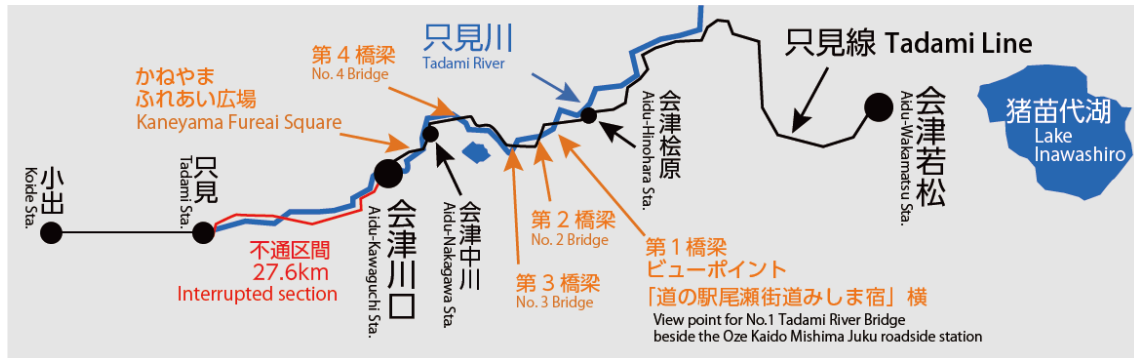 第4橋梁
No. 4 Bridge
只見川
Tadami River
只見線 Tadami Line
かねやま
ふれあい広場
Kaneyama Fureai Square
猪苗代湖
Lake
Inawashiro
小出
Koide Sta.
只見
Tadami Sta.
不通区間
27.6km
Interrupted section
会津川口
Aidu-Kawaguchi Sta.
会津中川
Aidu-Nakagawa Sta.
第3橋梁
No. 3 Bridge
第2橋梁
No. 2 Bridge
会津桧原
Aidu-Hinohara Sta.
会津若松
Aidu-Wakamatsu Sta.
第1橋梁
ビューポイント
「道の駅尾瀬街道みしま宿」横
View point for No.1 Tadami River Bridge
beside the Oze Kaido Mishima Juku roadside station